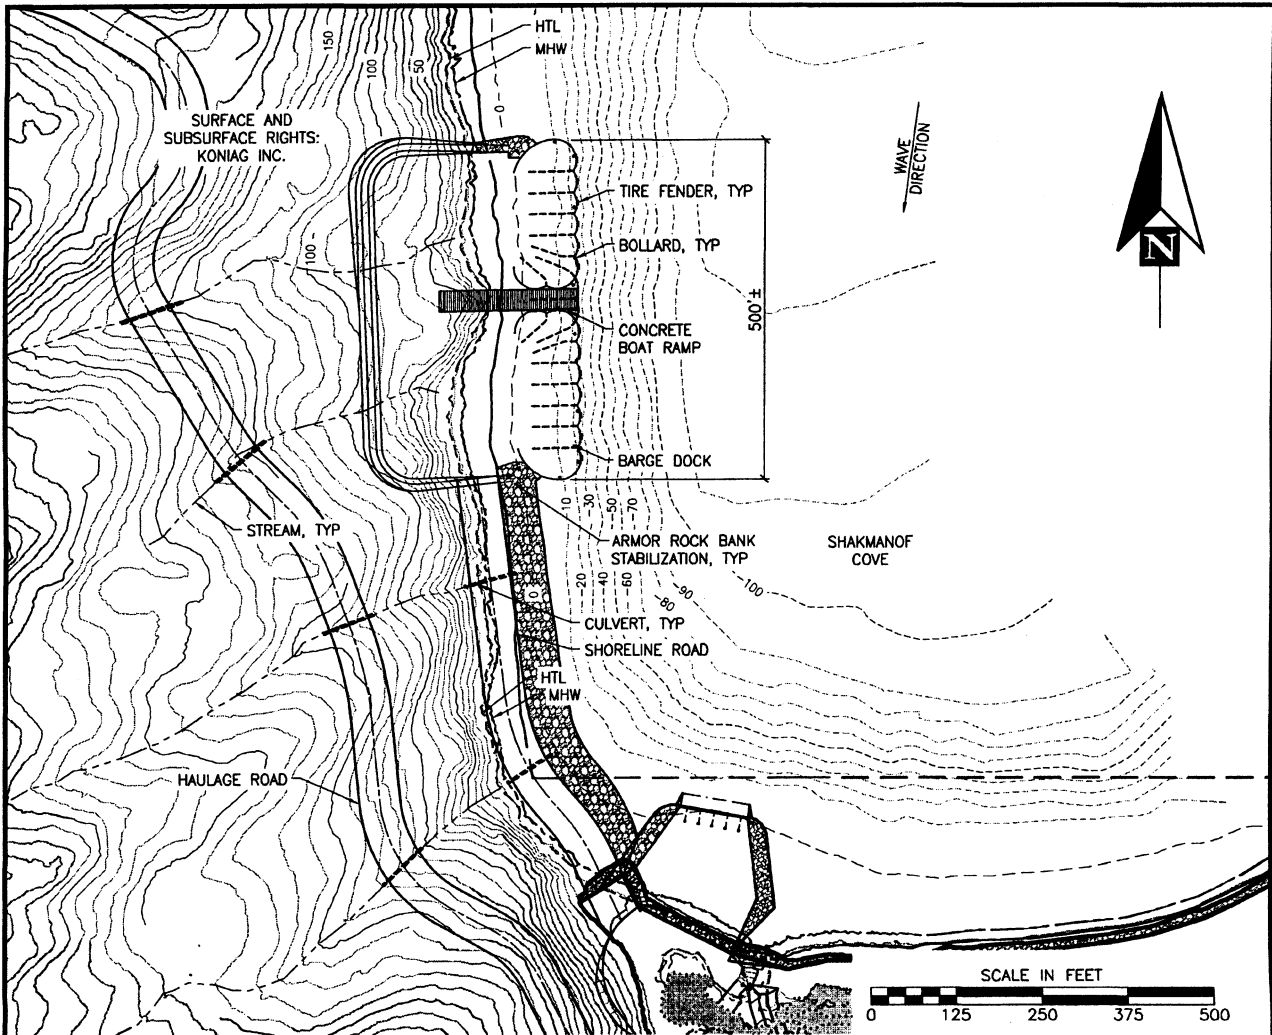 HTL
MHW
150
100
50
0
SURFACE AND
SUBSURFACE RIGHTS:
KONIAG INC.
WAVE
DIRECTION
N
TIRE FENDER, TYP
BOLLARD, TYP
100
500'±
CONCRETE
BOAT RAMP
BARGE DOCK
-10
-30
-50
-70
STREAM, TYP
ARMOR ROCK BANK
STABILIZATION, TYP
SHAKMANOF
COVE
0
-20
-40
-60
-80
-90
-100
CULVERT, TYP
SHORELINE ROAD
HTL
MHW
HAULAGE ROAD
SCALE IN FEET
0 125 250 375 500